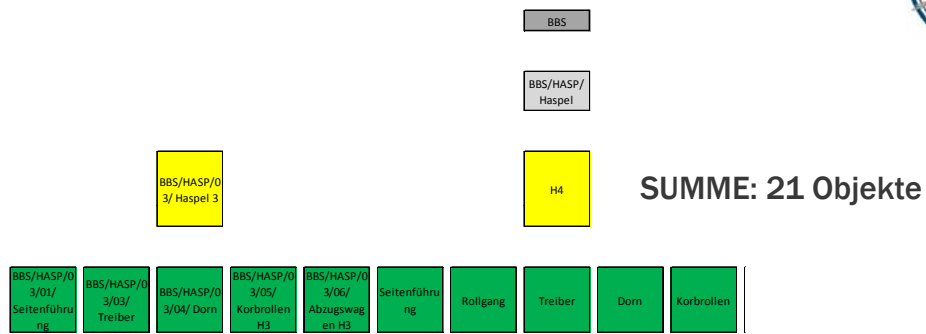 BBS
BBS/HASP/
Haspel
BBS/HASP/0
3/ Haspel 3
H4
SUMME: 21 Objekte
BBS/HASP/0
3/01/
Seitenführu
ng
BBS/HASP/0
3/03/
Treiber
BBS/HASP/0
3/04/ Dorn
BBS/HASP/0
3/05/
Korbrollen
H3
BBS/HASP/0
3/06/
Abzugswag
en H3
Seitenführu
ng
Rollgang
Treiber
Dorn
Korbrollen